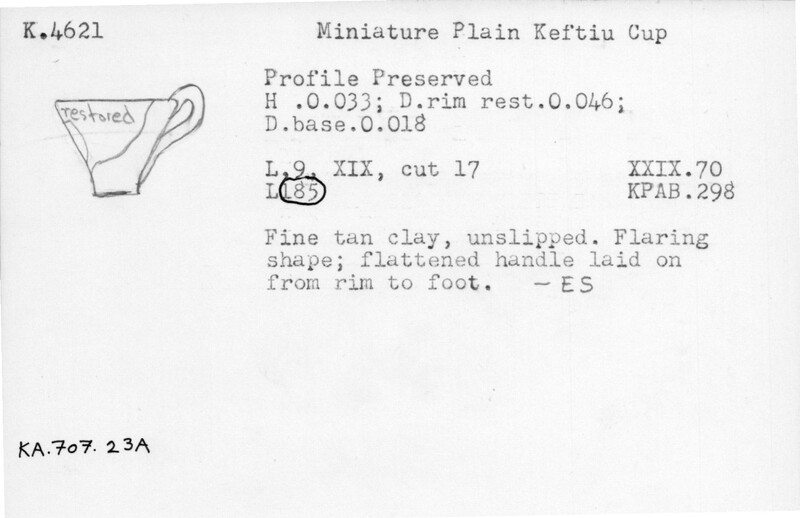 K.4621 Miniature Plain Keftiu Cup
Profile Preserved
H .0.033; D.rim rest.0.046;
D.base.0.018
restored
L,9, XIX, cut 17 XXIX.70
L185 KPAB.298
Fine tan clay, unslipped. Flaring
shape; flattened handle laid on
from rim to foot. - ES
KA.707. 23A